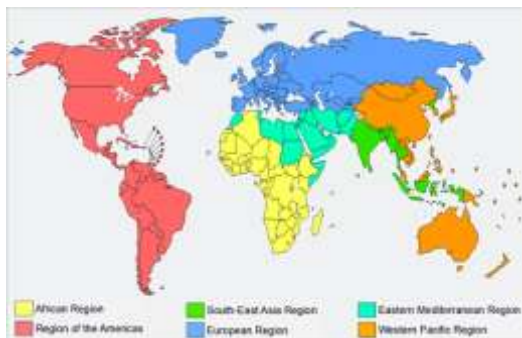 African Region
South-East Asia Region
Eastern Mediterranean Region
Region of the Americas
European Region
Western Pacific Region